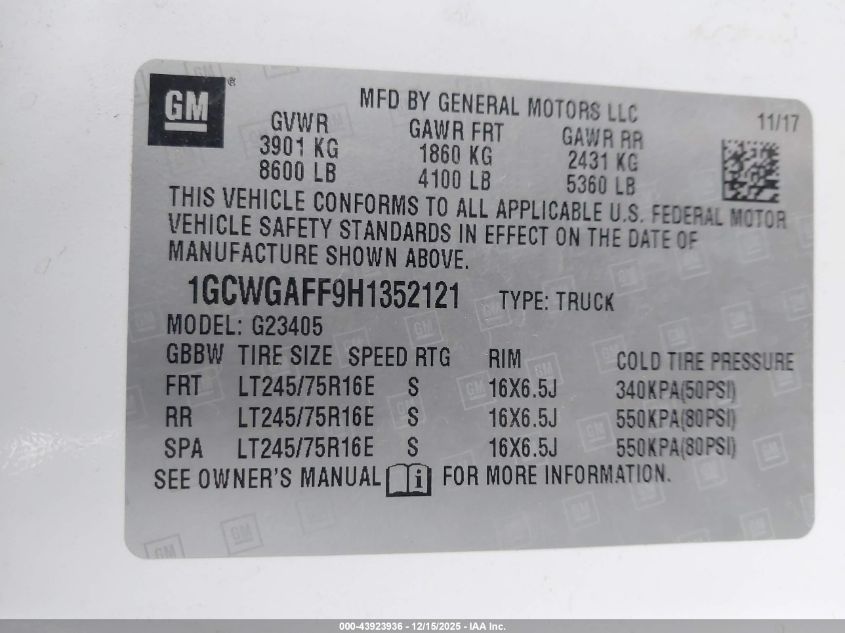 GM ®
MFD BY GENERAL MOTORS LLC
11/17
GVWR GAWR FRT GAWR RR
3901 KG 1860 KG 2431 KG
8600 LB 4100 LB 5360 LB
THIS VEHICLE CONFORMS TO ALL APPLICABLE U.S. FEDERAL MOTOR
VEHICLE SAFETY STANDARDS IN EFFECT ON THE DATE OF
MANUFACTURE SHOWN ABOVE.
1GCWGAFF9H1352121 TYPE: TRUCK
MODEL: G23405
GBBW TIRE SIZE SPEED RTG RIM COLD TIRE PRESSURE
FRT LT245/75R16E S 16X6.5J 340KPA(50PSI)
RR LT245/75R16E S 16X6.5J 550KPA(80PSI)
SPA LT245/75R16E S 16X6.5J 550KPA(80PSI)
SEE OWNER'S MANUAL i FOR MORE INFORMATION.
000-43923936 - 12/15/2025 - IAA Inc.